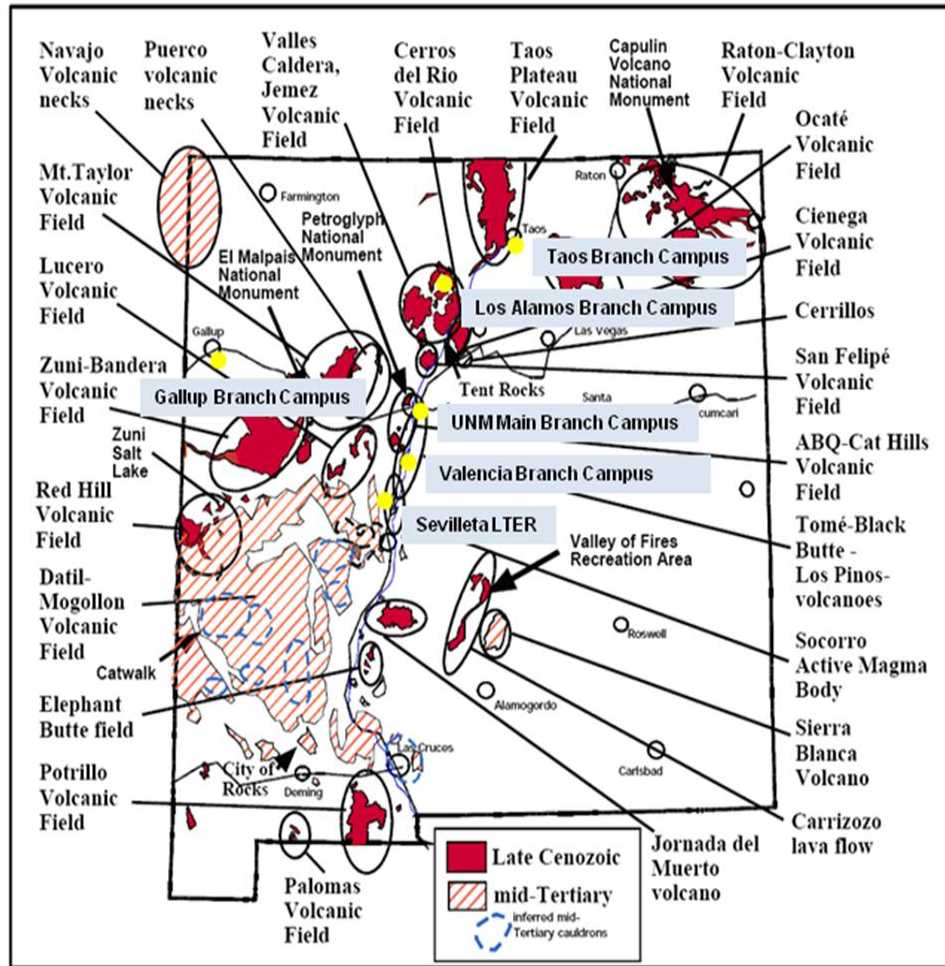 Navajo
Volcanic
necks
Puerco
volcanic
necks
Valles
Caldera,
Jemez
Volcanic
Field
Cerros
del Rio
Volcanic
Field
Taos
Plateau
Volcanic
Field
Capulin
Volcano
National
Monument
Raton-Clayton
Volcanic
Field
Ocaté
Volcanic
Field
Mt.Taylor
Volcanic
Field
Farmington
Raton
Petroglyph
National
Monument
Taos
Cienega
Volcanic
Field
El Malpais
National
Monument
Taos Branch Campus
Lucero
Volcanic
Field
Los Alamos Branch Campus
Cerrillos
Gallup
Las Vegas
Zuni-Bandera
Volcanic
Field
San Felipé
Volcanic
Field
Tent Rocks
Gallup Branch Campus
Santa
cumcari
UNM Main Branch Campus
Zuni
Salt
Lake
ABQ-Cat Hills
Volcanic
Field
Valencia Branch Campus
Red Hill
Volcanic
Field
Sevilleta LTER
Tomé-Black
Butte -
Los Pinos-
volcanoes
Valley of Fires
Recreation Area
Datil-
Mogollon
Volcanic
Field
Roswell
Socorro
Active Magma
Body
Catwalk
Elephant
Butte field
Alamogordo
Sierra
Blanca
Volcano
Las Cruces
Carlsbad
City of
Rocks
Deming
Potrillo
Volcanic
Field
Carrizozo
lava flow
Jornada del
Muerto
volcano
Palomas
Volcanic
Field
Late Cenozoic
mid-Tertiary
inferred mid-
Tertiary cauldrons